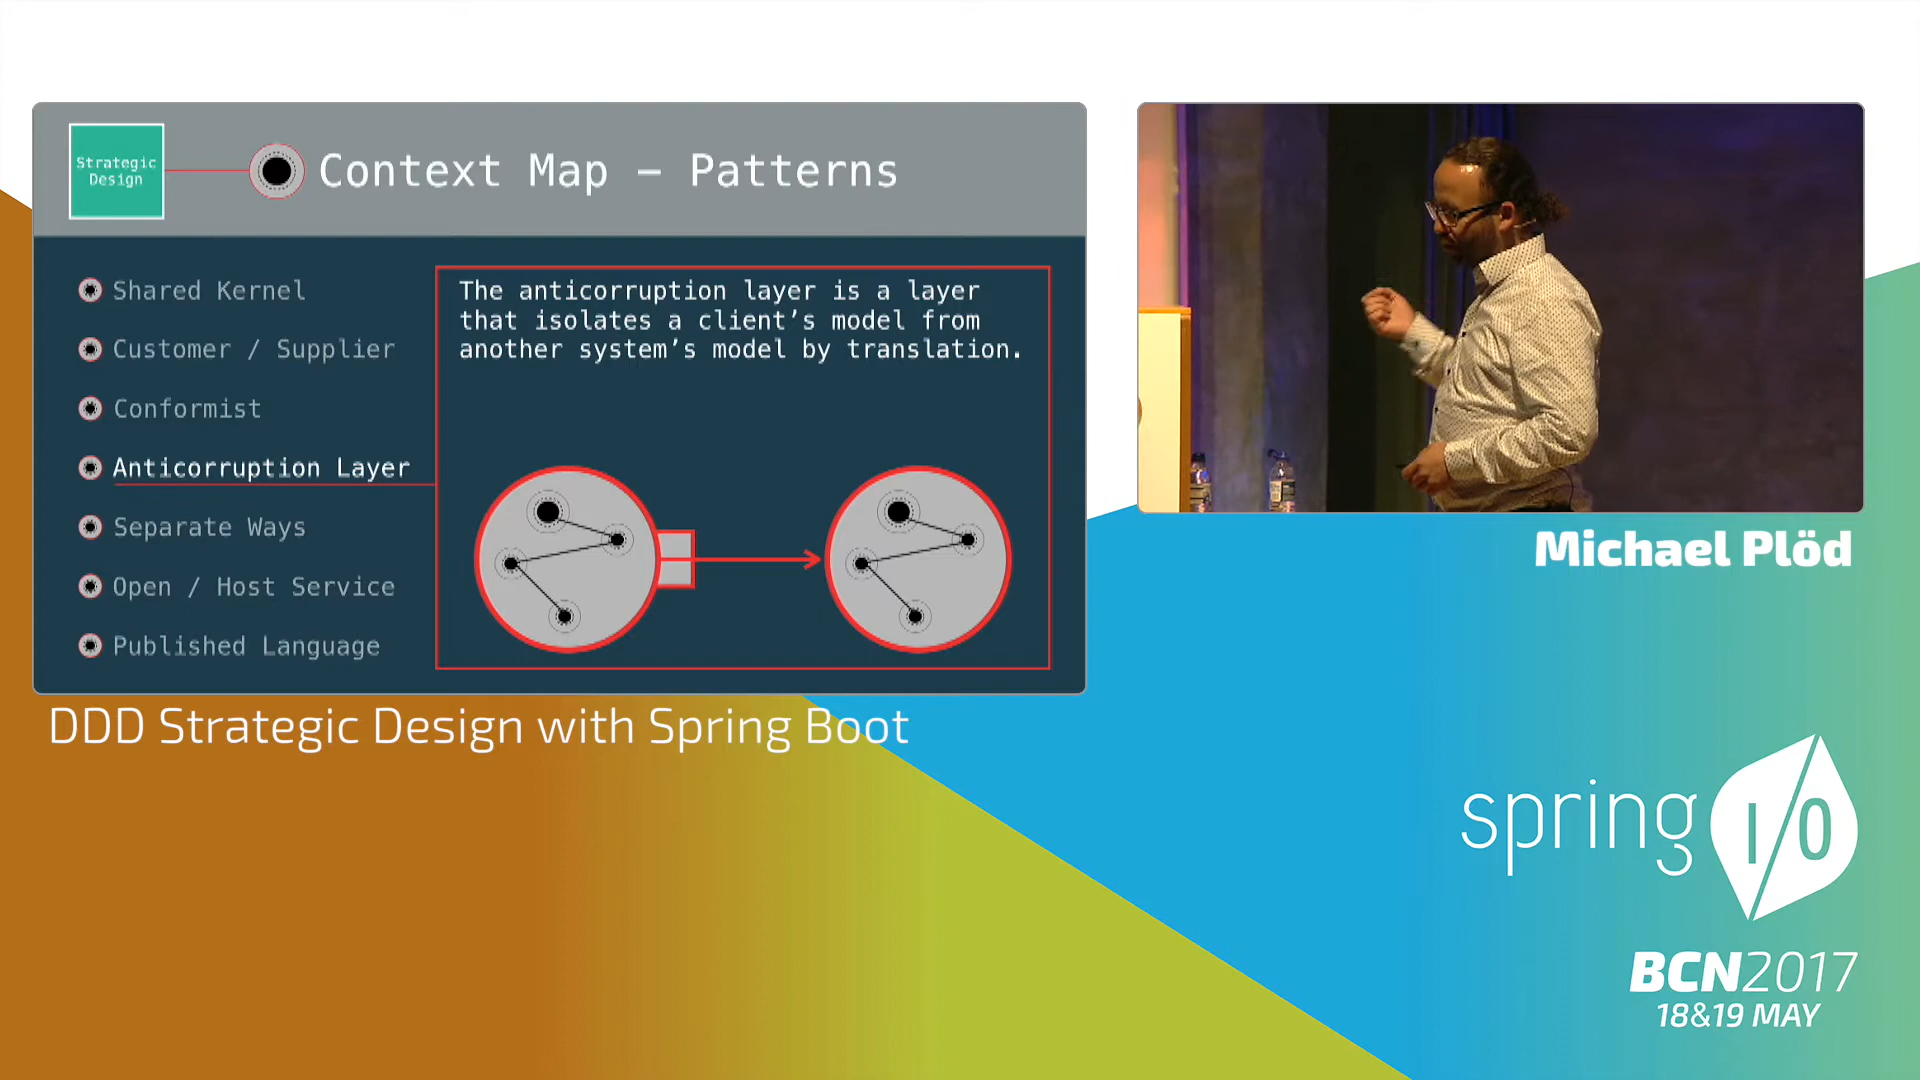 Strategic
Design
Context Map – Patterns
Shared Kernel
Customer / Supplier
Conformist
Anticorruption Layer
Separate Ways
Open / Host Service
Published Language
The anticorruption layer is a layer
that isolates a client’s model from
another system’s model by translation.
Michael Plöd
DDD Strategic Design with Spring Boot
spring I/O
BCN2017
18&19 MAY